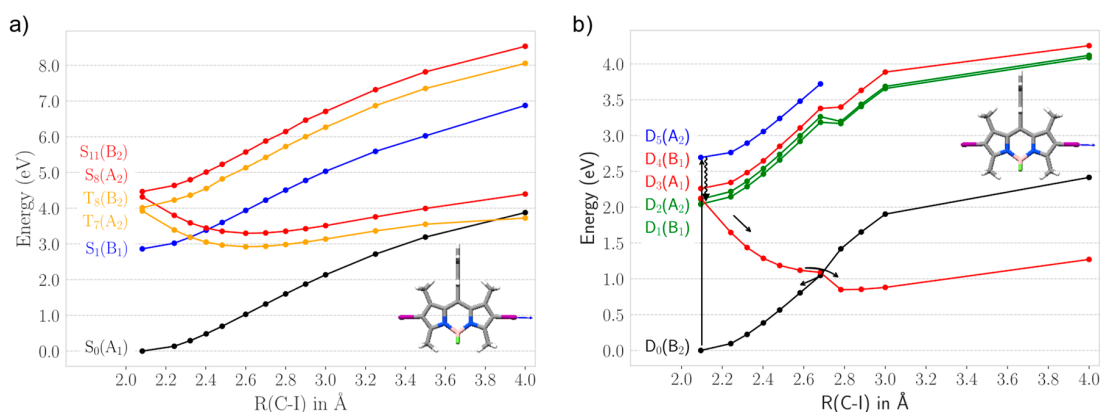 a)
8.0
7.0
6.0
5.0
4.0
3.0
2.0
1.0
0.0
Energy (eV)
S₁₁(B₂)
S₈(A₂)
T₈(B₂)
T₇(A₂)
S₁(B₁)
S₀(A₁)
2.0 2.2 2.4 2.6 2.8 3.0 3.2 3.4 3.6 3.8 4.0
R(C-I) in Å
b)
4.0
3.5
3.0
2.5
2.0
1.5
1.0
0.5
0.0
Energy (eV)
D₅(A₂)
D₄(B₁)
D₃(A₁)
D₂(A₂)
D₁(B₁)
D₀(B₂)
2.0 2.2 2.4 2.6 2.8 3.0 3.2 3.4 3.6 3.8 4.0
R(C-I) in Å